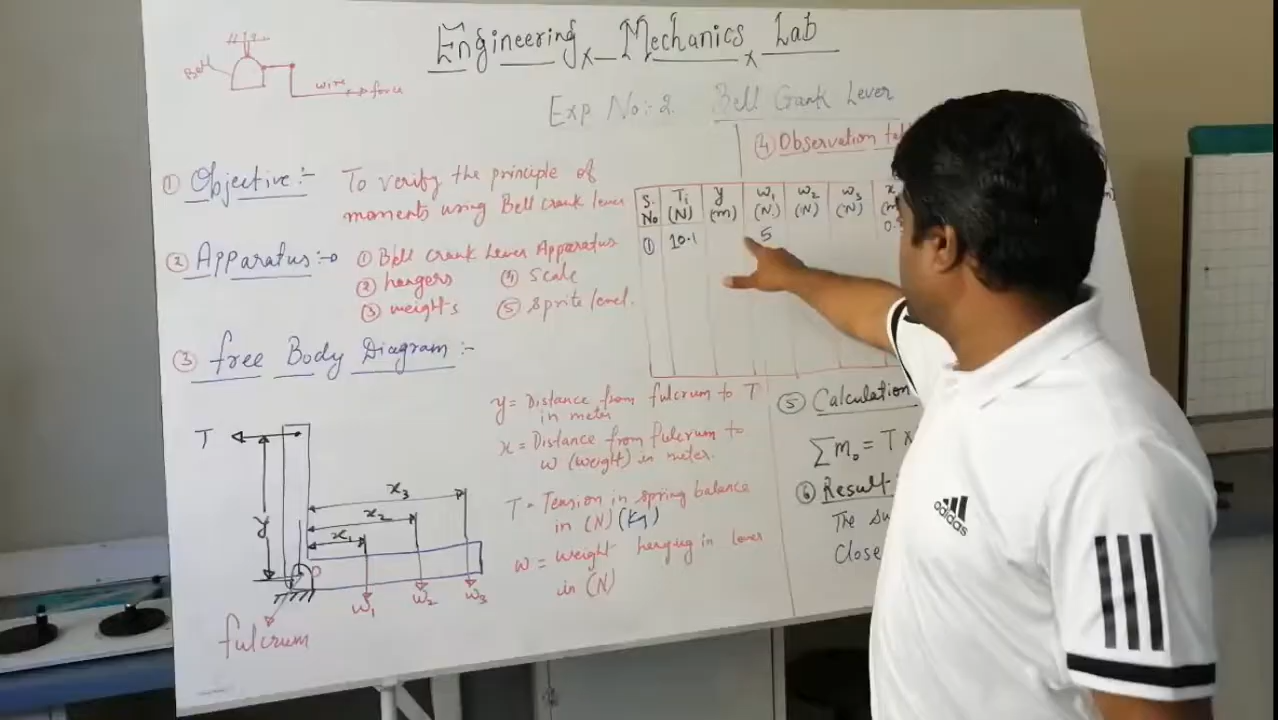 Engineering Mechanics Lab
Exp No:- 2. Bell Crank Lever
Bell
wire
force
① Objective:- To verify the principle of
moments using Bell crank lever
② Apparatus:-
① Bell crank Lever Apparatus
② hangers ④ Scale
③ weights ⑤ Sprite level.
③ free Body Diagram:-
T
y
x3
x2
x1
O
w1 w2 w3
fulcrum
y = Distance from fulcrum to T
in meter
x = Distance from fulcrum to
w (weight) in meter.
T = Tension in spring balance
in (N) (Kg)
w = weight hanging in lever
in (N)
④ Observation
S. No T1 (N) y (m) w1 (N) w2 (N) w3 (N) x
① 10.1 5 0.
⑤ Calculation
∑m₀ = T x
⑥ Result:
The su
Close
adidas